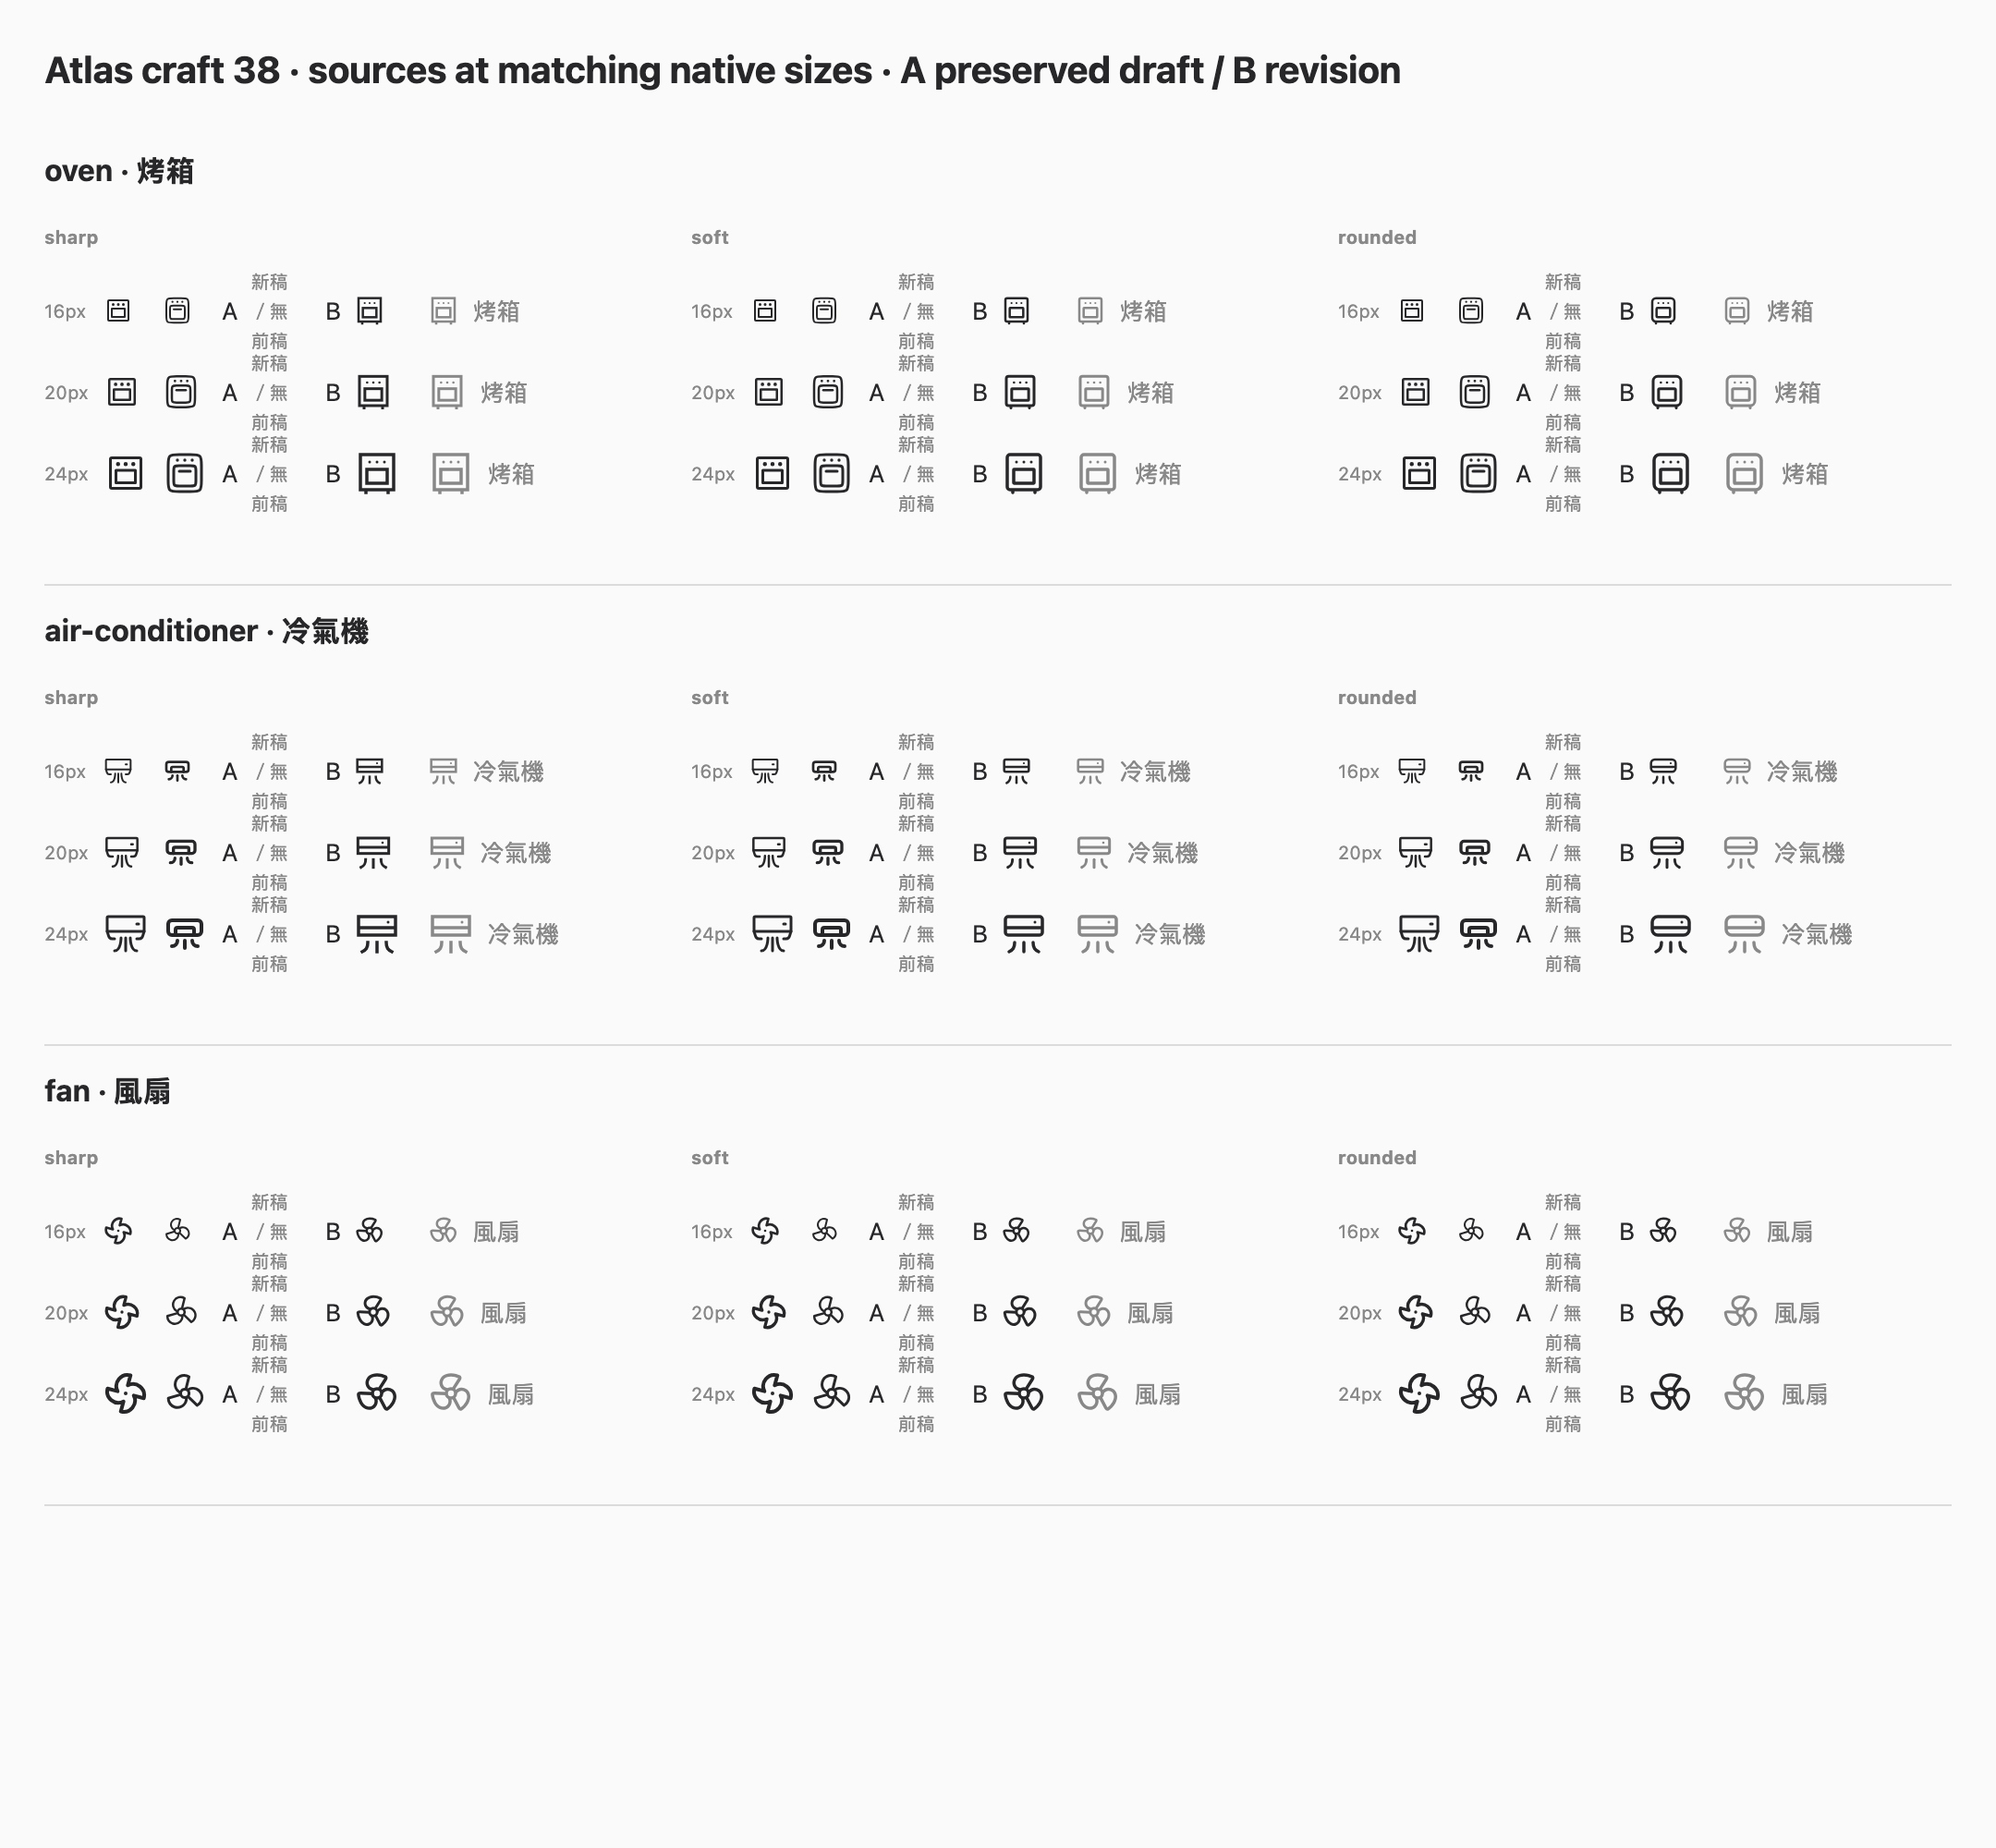 Atlas craft 38 · sources at matching native sizes · A preserved draft / B revision
oven · 烤箱
sharp
16px A 新稿 / 無前稿 B 烤箱
20px A 新稿 / 無前稿 B 烤箱
24px A 新稿 / 無前稿 B 烤箱
soft
16px A 新稿 / 無前稿 B 烤箱
20px A 新稿 / 無前稿 B 烤箱
24px A 新稿 / 無前稿 B 烤箱
rounded
16px A 新稿 / 無前稿 B 烤箱
20px A 新稿 / 無前稿 B 烤箱
24px A 新稿 / 無前稿 B 烤箱
air-conditioner · 冷氣機
sharp
16px A 新稿 / 無前稿 B 冷氣機
20px A 新稿 / 無前稿 B 冷氣機
24px A 新稿 / 無前稿 B 冷氣機
soft
16px A 新稿 / 無前稿 B 冷氣機
20px A 新稿 / 無前稿 B 冷氣機
24px A 新稿 / 無前稿 B 冷氣機
rounded
16px A 新稿 / 無前稿 B 冷氣機
20px A 新稿 / 無前稿 B 冷氣機
24px A 新稿 / 無前稿 B 冷氣機
fan · 風扇
sharp
16px A 新稿 / 無前稿 B 風扇
20px A 新稿 / 無前稿 B 風扇
24px A 新稿 / 無前稿 B 風扇
soft
16px A 新稿 / 無前稿 B 風扇
20px A 新稿 / 無前稿 B 風扇
24px A 新稿 / 無前稿 B 風扇
rounded
16px A 新稿 / 無前稿 B 風扇
20px A 新稿 / 無前稿 B 風扇
24px A 新稿 / 無前稿 B 風扇